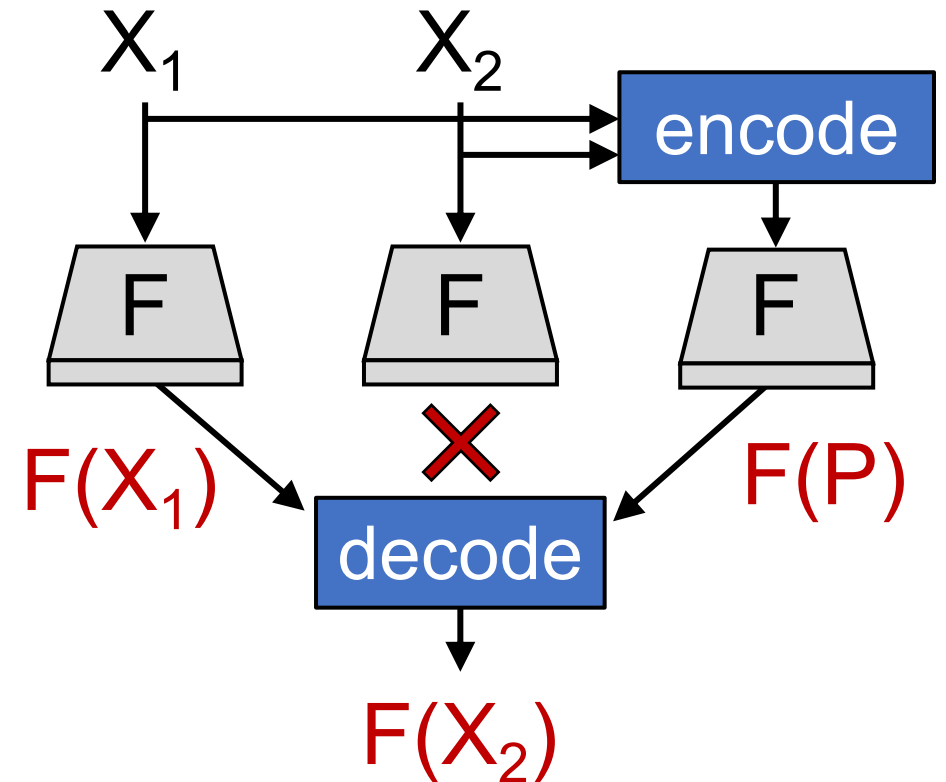 X₁ X₂
encode
F F F
F(X₁) F(P)
decode
F(X₂)